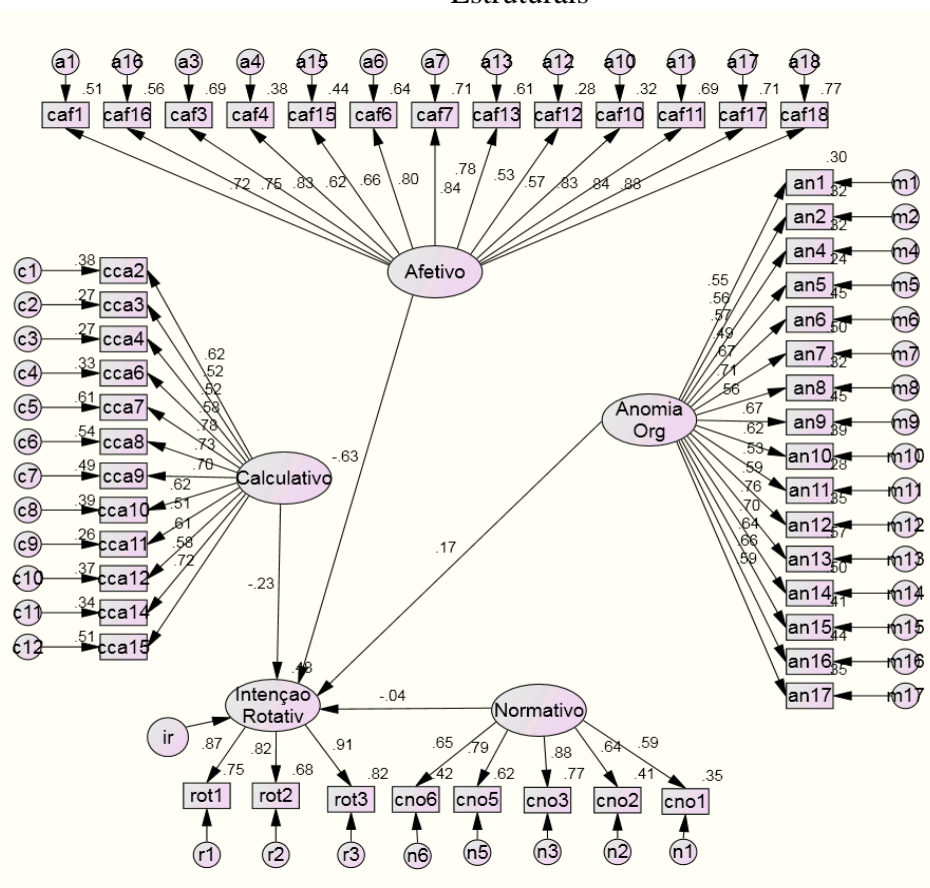 Estruturais
a1 a16 a3 a4 a15 a6 a7 a13 a12 a10 a11 a17 a18
.51 .56 .69 .38 .44 .64 .71 .61 .28 .32 .69 .71 .77
caf1 caf16 caf3 caf4 caf15 caf6 caf7 caf13 caf12 caf10 caf11 caf17 caf18
.72 .75 .83 .62 .66 .80 .84 .78 .53 .57 .83 .84 .88
Afetivo
c1 .38 cca2
c2 .27 cca3
c3 .27 cca4
c4 .33 cca6
c5 .61 cca7
c6 .54 cca8
c7 .49 cca9
c8 .39 cca10
c9 .26 cca11
c10 .37 cca12
c11 .34 cca14
c12 .51 cca15
.62
.52
.52
.58
.78
.73
.70
.62
.51
.61
.58
.72
Calculativo
-.63
-.23
.17
.30
an1 m1
.32
an2 m2
.32
an4 m4
.24
an5 m5
.45
an6 m6
.50
an7 m7
.32
an8 m8
.45
an9 m9
.39
an10 m10
.28
an11 m11
.35
an12 m12
.57
an13 m13
.50
an14 m14
.41
an15 m15
.44
an16 m16
.35
an17 m17
.55
.56
.57
.49
.67
.71
.56
.67
.62
.53
.59
.76
.70
.64
.66
.59
Anomia
Org
.48
Intençao
Rotativ
ir
-.04
Normativo
.87 .82 .91
.75 .68 .82
rot1 rot2 rot3
r1 r2 r3
.65 .79 .88 .64 .59
.42 .62 .77 .41 .35
cno6 cno5 cno3 cno2 cno1
n6 n5 n3 n2 n1